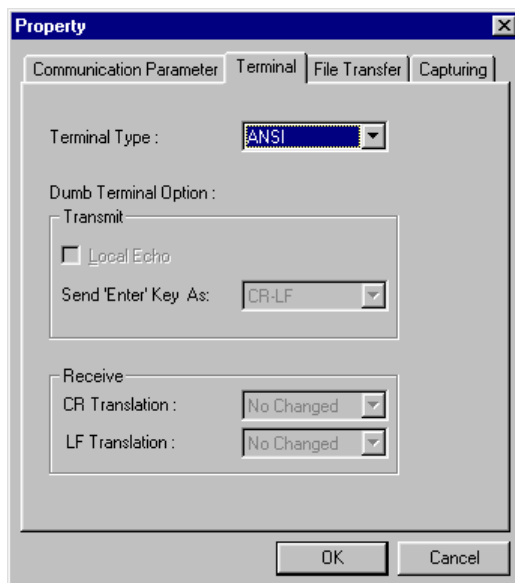 Property
Communication Parameter Terminal File Transfer Capturing
Terminal Type : ANSI
Dumb Terminal Option :
Transmit
Local Echo
Send 'Enter' Key As: CR-LF
Receive
CR Translation : No Changed
LF Translation : No Changed
OK Cancel